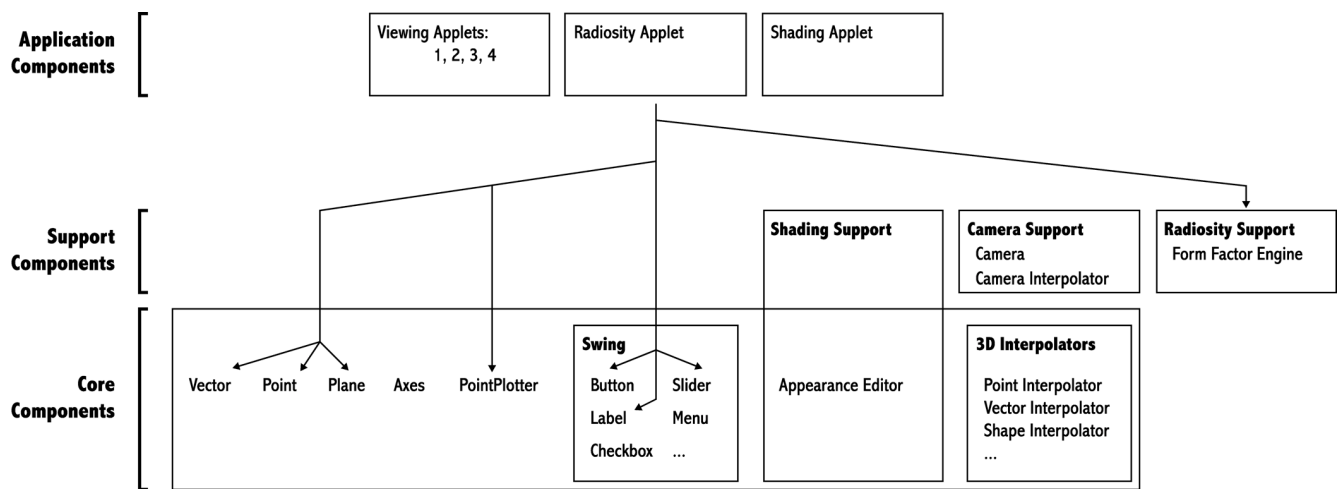 Application
Components
Viewing Applets:
1, 2, 3, 4
Radiosity Applet
Shading Applet
Support
Components
Shading Support
Camera Support
Camera
Camera Interpolator
Radiosity Support
Form Factor Engine
Core
Components
Vector
Point
Plane
Axes
PointPlotter
Swing
Button
Slider
Label
Menu
Checkbox
...
Appearance Editor
3D Interpolators
Point Interpolator
Vector Interpolator
Shape Interpolator
...